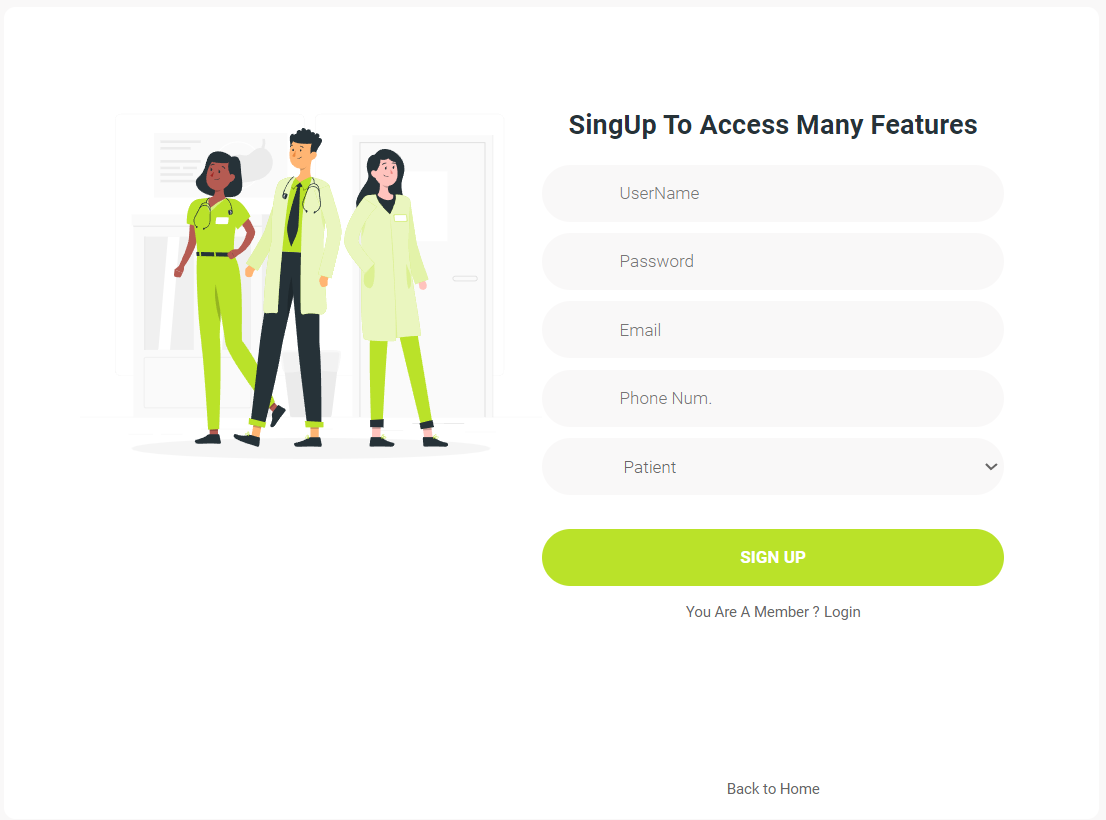 SingUp To Access Many Features
UserName
Password
Email
Phone Num.
Patient
SIGN UP
You Are A Member ? Login
Back to Home